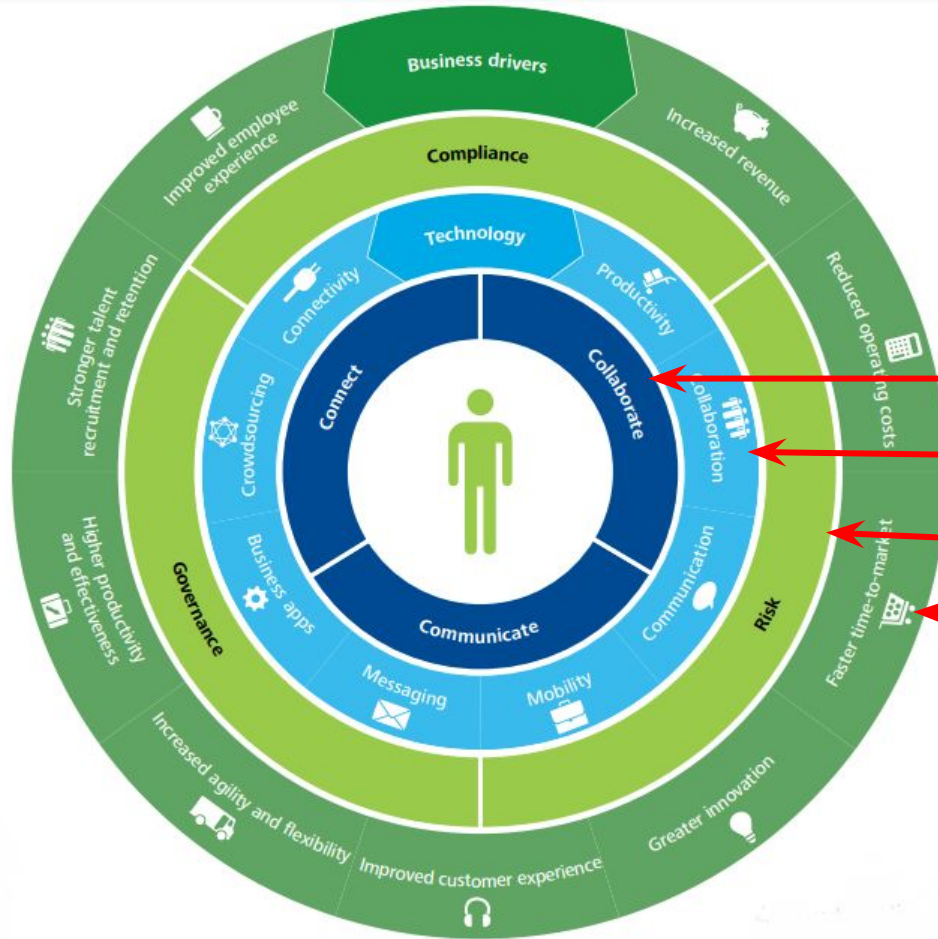 Business drivers
Increased revenue
Reduced operating costs
Faster time-to-market
Greater innovation
Improved customer experience
Increased agility and flexibility
Higher productivity
and effectiveness
Stronger talent
recruitment and retention
Improved employee
experience
Compliance
Risk
Governance
Technology
Productivity
Collaboration
Communication
Mobility
Messaging
Business apps
Crowdsourcing
Connectivity
Collaborate
Communicate
Connect